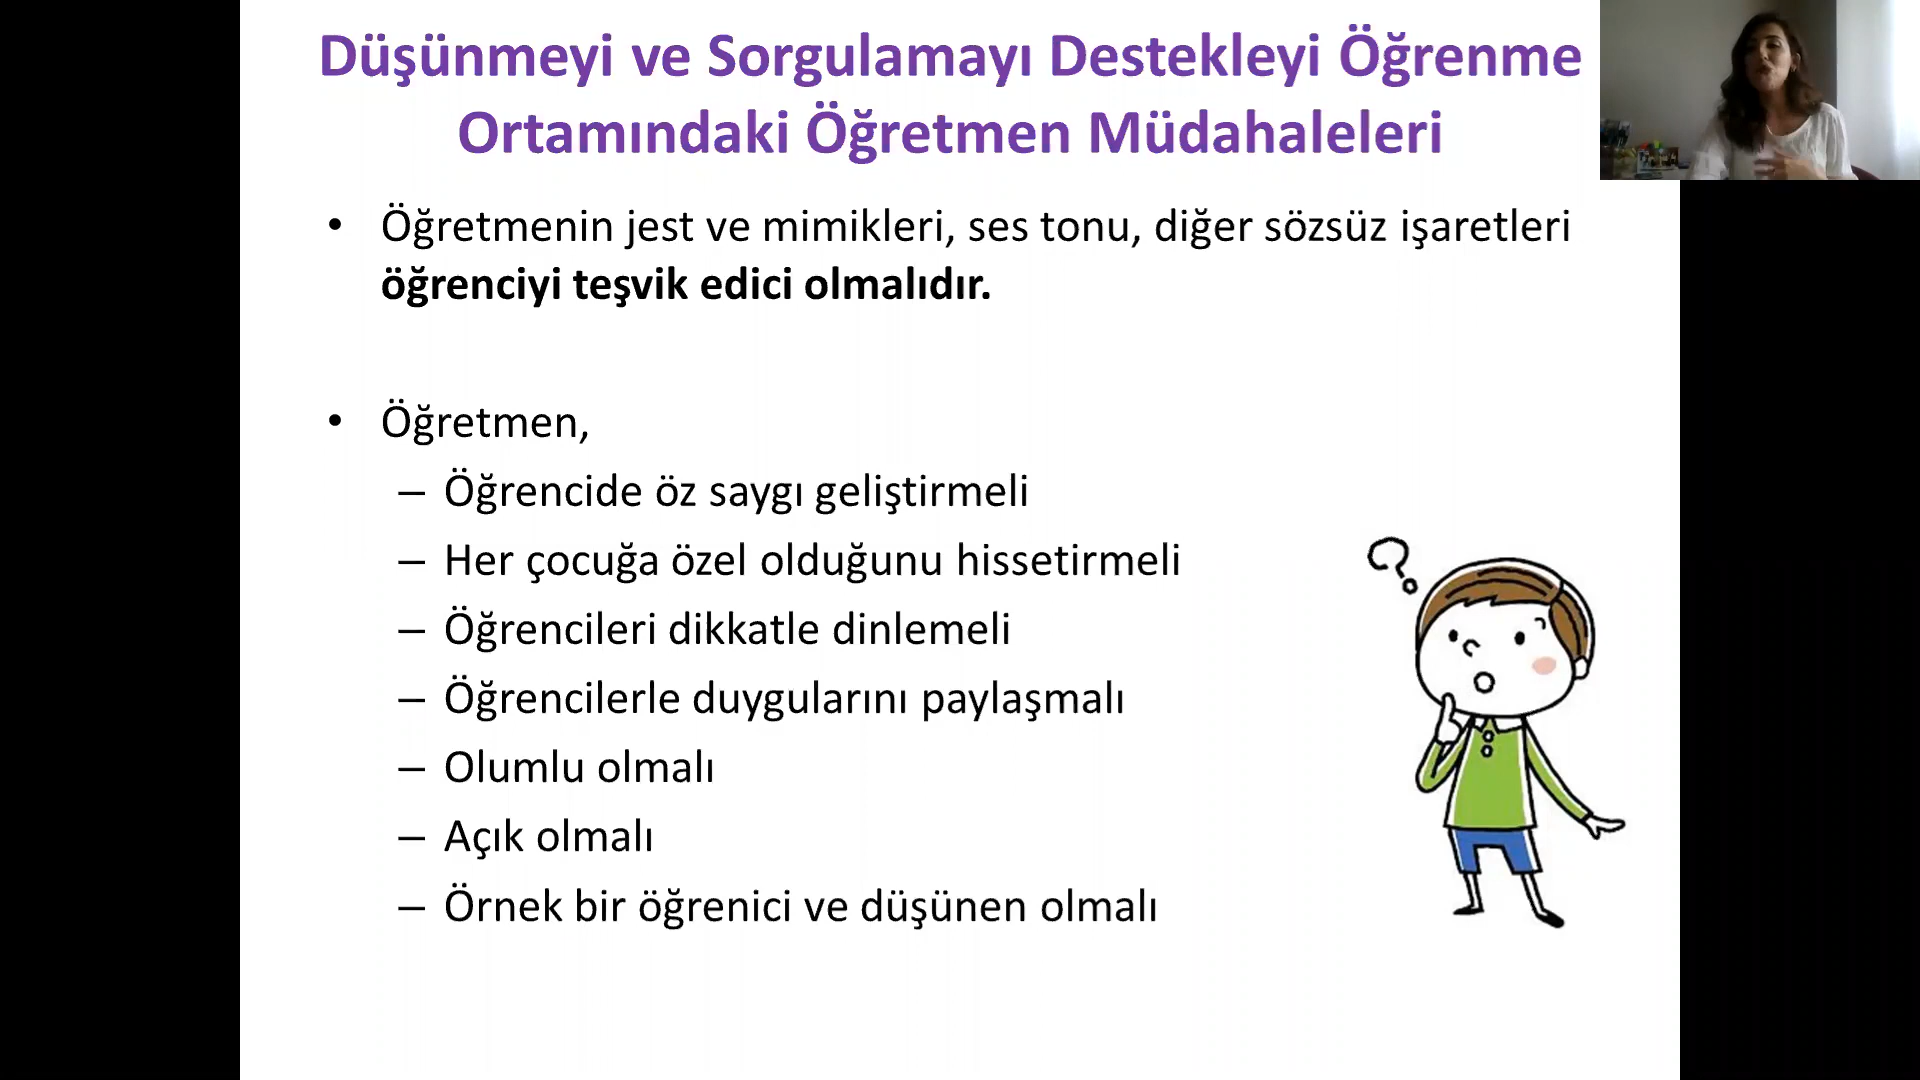 Düşünmeyi ve Sorgulamayı Destekleyi Öğrenme
Ortamındaki Öğretmen Müdahaleleri
• Öğretmenin jest ve mimikleri, ses tonu, diğer sözsüz işaretleri
öğrenciyi teşvik edici olmalıdır.
• Öğretmen,
– Öğrencide öz saygı geliştirmeli
– Her çocuğa özel olduğunu hissetirmeli
– Öğrencileri dikkatle dinlemeli
– Öğrencilerle duygularını paylaşmalı
– Olumlu olmalı
– Açık olmalı
– Örnek bir öğrenici ve düşünen olmalı